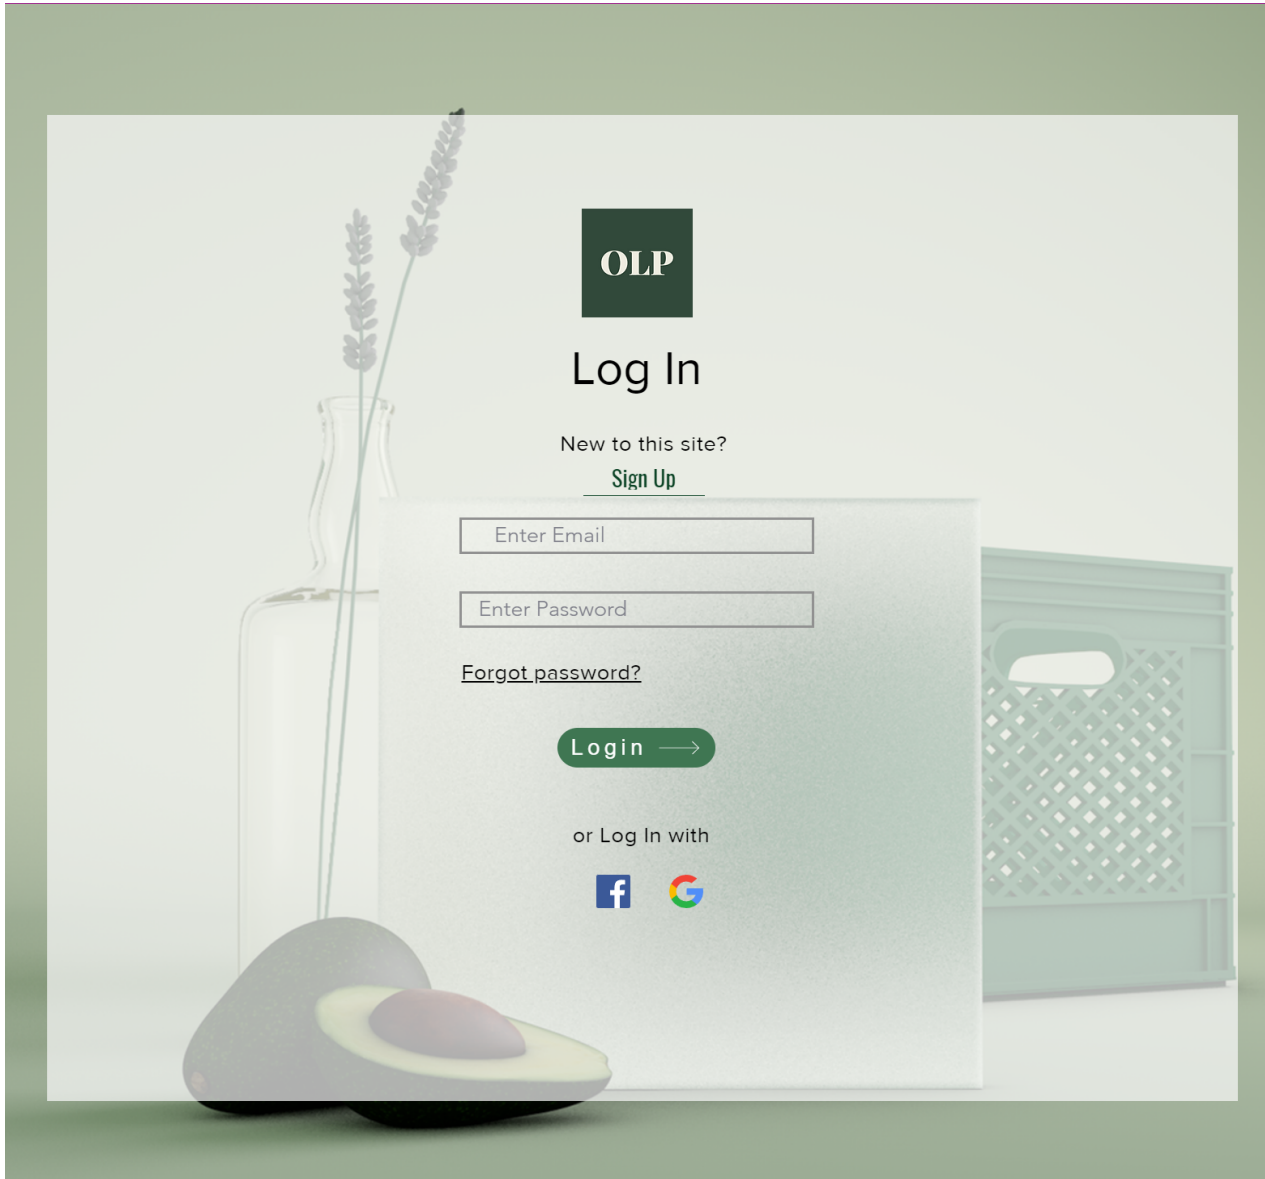 OLP
Log In
New to this site?
Sign Up
Enter Email
Enter Password
Forgot password?
Login
or Log In with